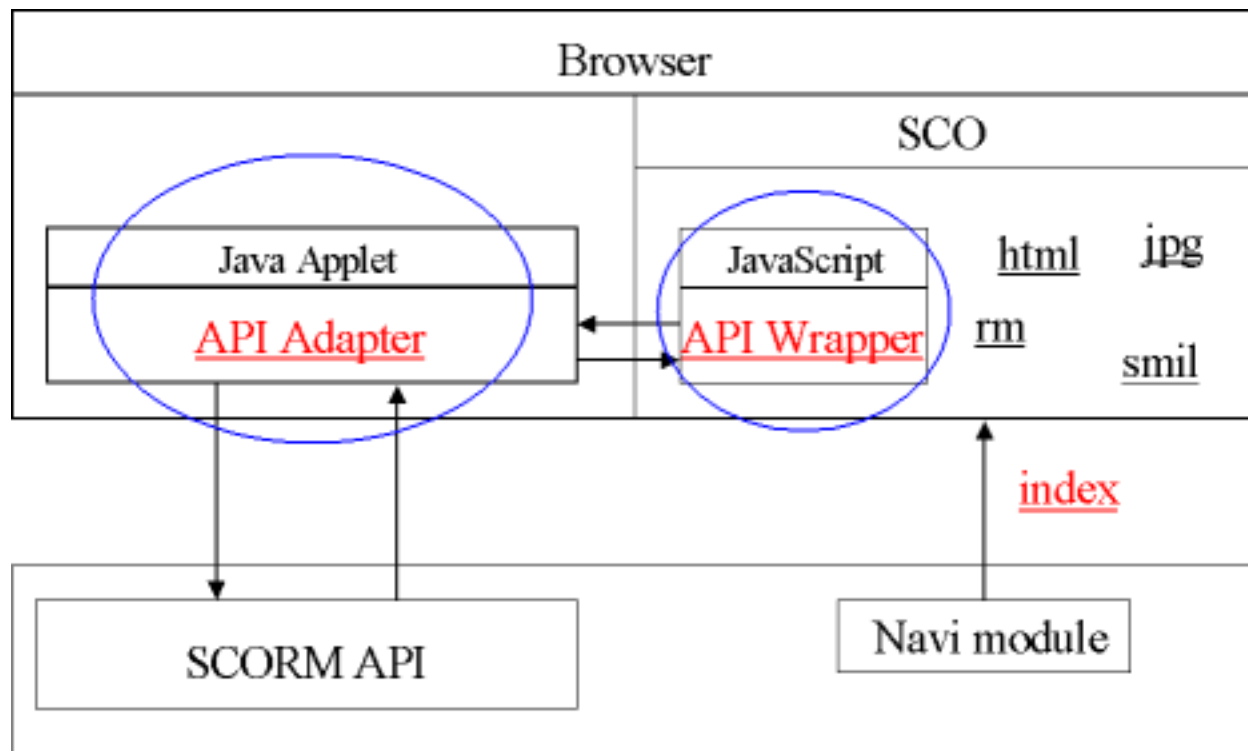 Browser
SCO
Java Applet
API Adapter
JavaScript
API Wrapper
html
jpg
rm
smil
index
SCORM API
Navi module